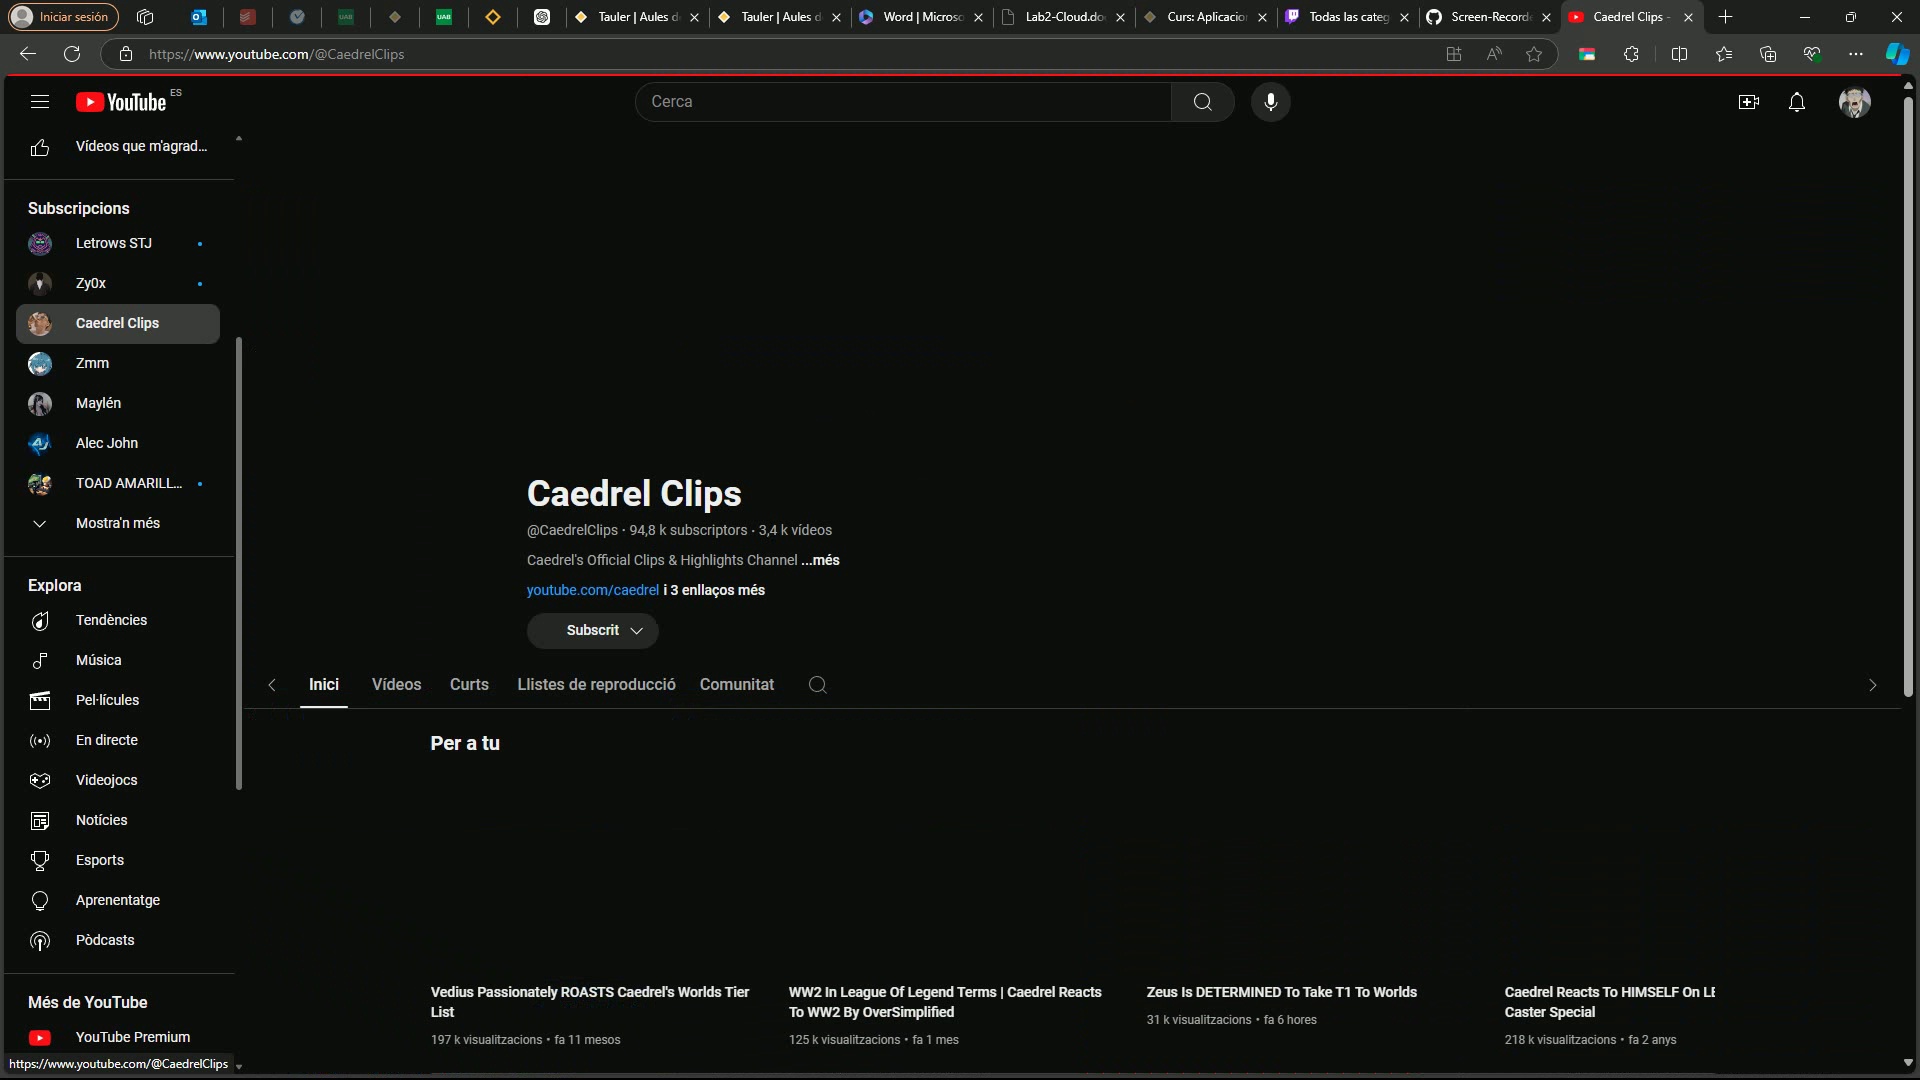 Iniciar sesión
Tauler | Aules d
Tauler | Aules d
Word | Microso
Lab2-Cloud.do
Curs: Aplicacio
Todas las categ
Screen-Record
Caedrel Clips -
https://www.youtube.com/@CaedrelClips
YouTube ES
Cerca
Vídeos que m'agrad...
Subscripcions
Letrows STJ
Zy0x
Caedrel Clips
Zmm
Maylén
Alec John
TOAD AMARILL...
Mostra'n més
Explora
Tendències
Música
Pel·lícules
En directe
Videojocs
Notícies
Esports
Aprenentatge
Pòdcasts
Més de YouTube
YouTube Premium
https://www.youtube.com/@CaedrelClips
Caedrel Clips
@CaedrelClips · 94,8 k subscriptors · 3,4 k vídeos
Caedrel's Official Clips & Highlights Channel ...més
youtube.com/caedrel i 3 enllaços més
Subscrit
Inici Vídeos Curts Llistes de reproducció Comunitat
Per a tu
Vedius Passionately ROASTS Caedrel's Worlds Tier
List
197 k visualitzacions · fa 11 mesos
WW2 In League Of Legend Terms | Caedrel Reacts
To WW2 By OverSimplified
125 k visualitzacions · fa 1 mes
Zeus Is DETERMINED To Take T1 To Worlds
31 k visualitzacions · fa 6 hores
Caedrel Reacts To HIMSELF On LE
Caster Special
218 k visualitzacions · fa 2 anys